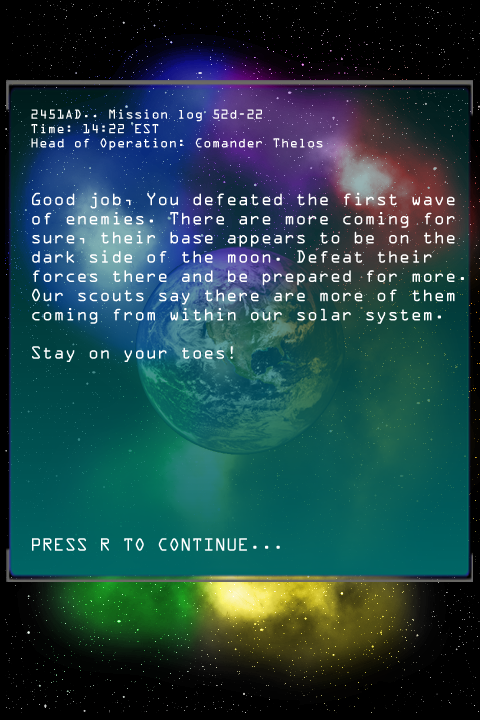 2451AD.. Mission log 52d-22
Time: 14:22 EST
Head of Operation: Comander Thelos
Good job, You defeated the first wave
of enemies. There are more coming for
sure, their base appears to be on the
dark side of the moon. Defeat their
forces there and be prepared for more.
Our scouts say there are more of them
coming from within our solar system.
Stay on your toes!
PRESS R TO CONTINUE...